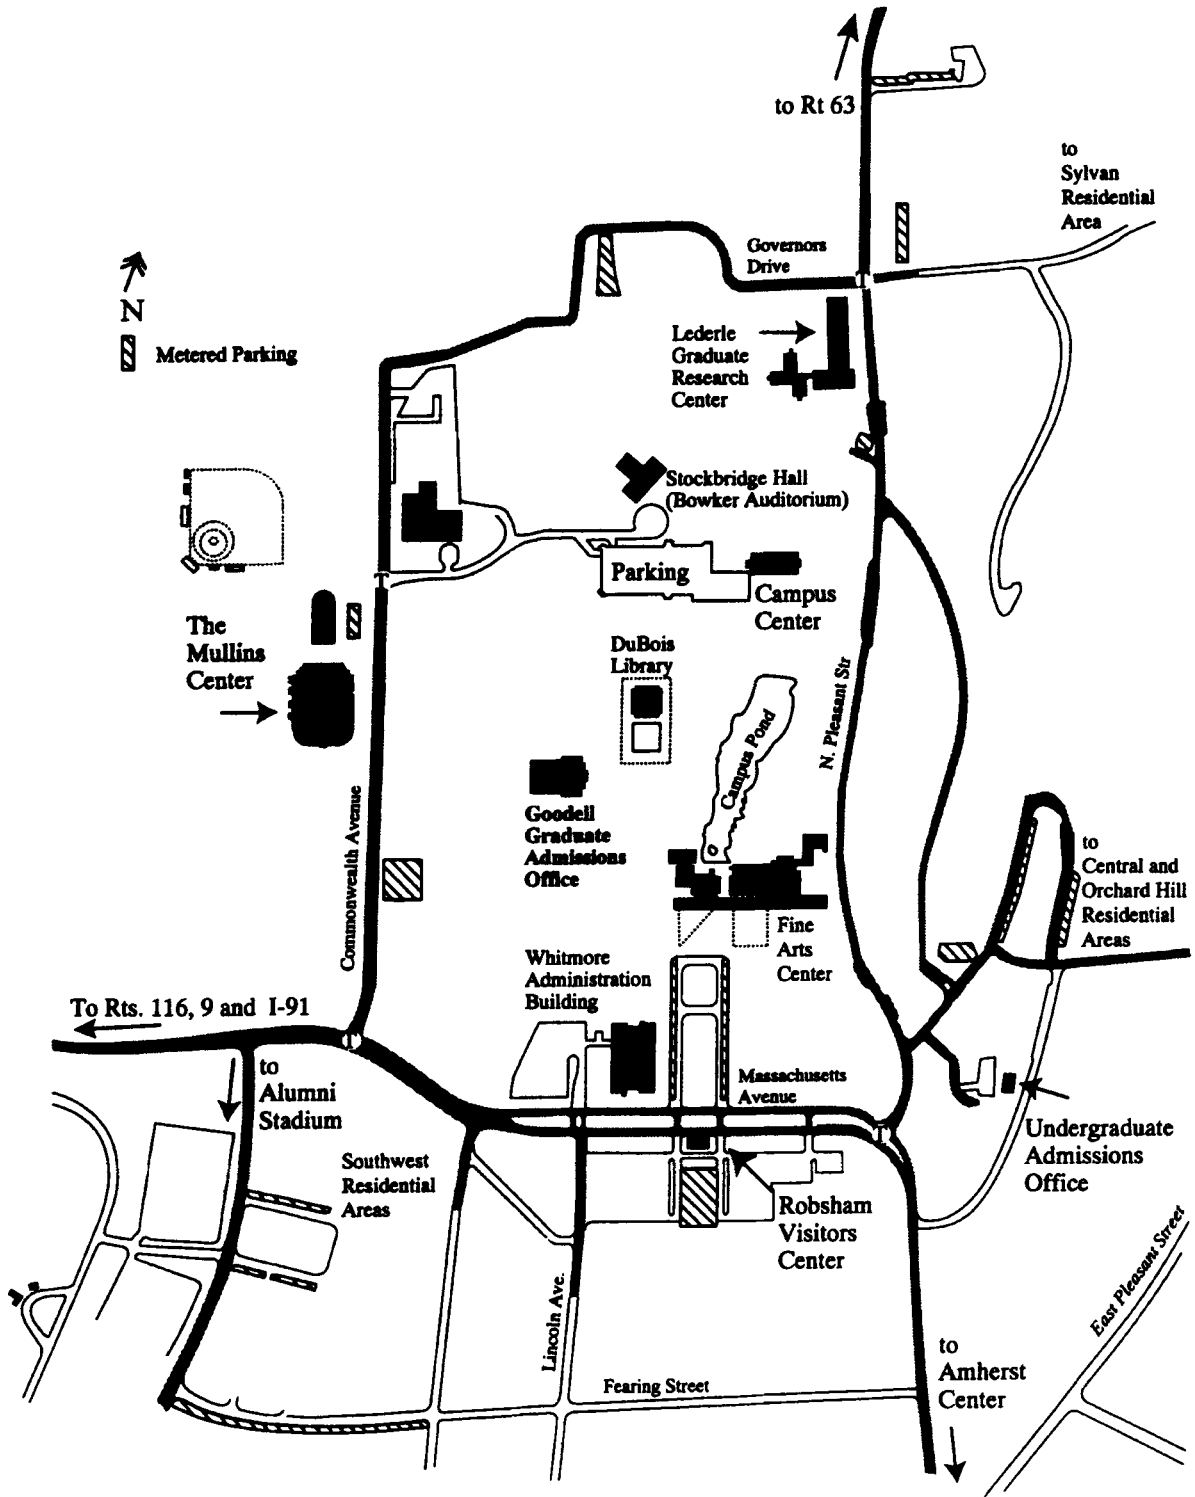 to Rt 63
to
Sylvan
Residential
Area
Governors
Drive
N
Metered Parking
Lederle
Graduate
Research
Center
Stockbridge Hall
(Bowker Auditorium)
Parking
Campus
Center
The
Mullins
Center
DuBois
Library
N. Pleasant Str
Campus Pond
Commonwealth Avenue
Goodell
Graduate
Admissions
Office
to
Central and
Orchard Hill
Residential
Areas
Fine
Arts
Center
Whitmore
Administration
Building
To Rts. 116, 9 and I-91
to
Alumni
Stadium
Massachusetts
Avenue
Undergraduate
Admissions
Office
Southwest
Residential
Areas
Robsham
Visitors
Center
East Pleasant Street
Lincoln Ave.
Fearing Street
to
Amherst
Center